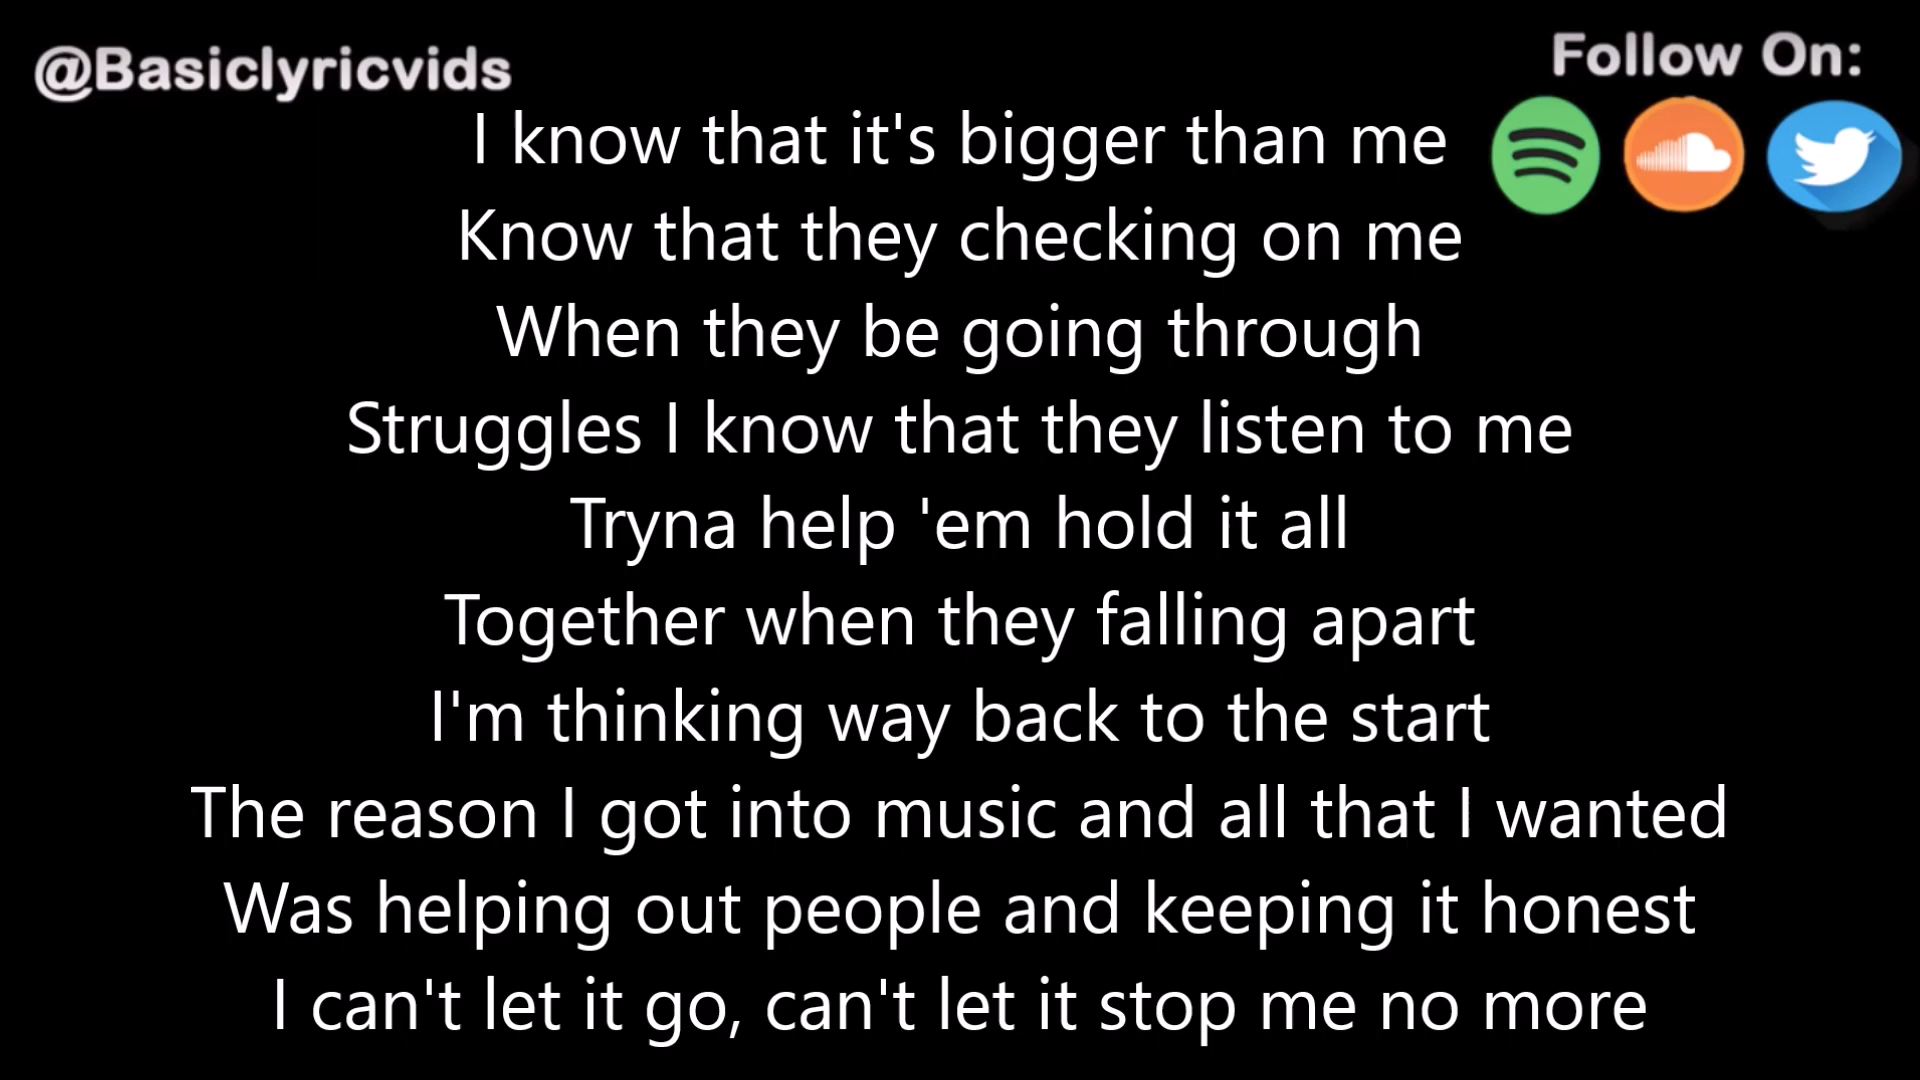 @Basiclyricvids
Follow On:
I know that it's bigger than me
Know that they checking on me
When they be going through
Struggles I know that they listen to me
Tryna help 'em hold it all
Together when they falling apart
I'm thinking way back to the start
The reason I got into music and all that I wanted
Was helping out people and keeping it honest
I can't let it go, can't let it stop me no more